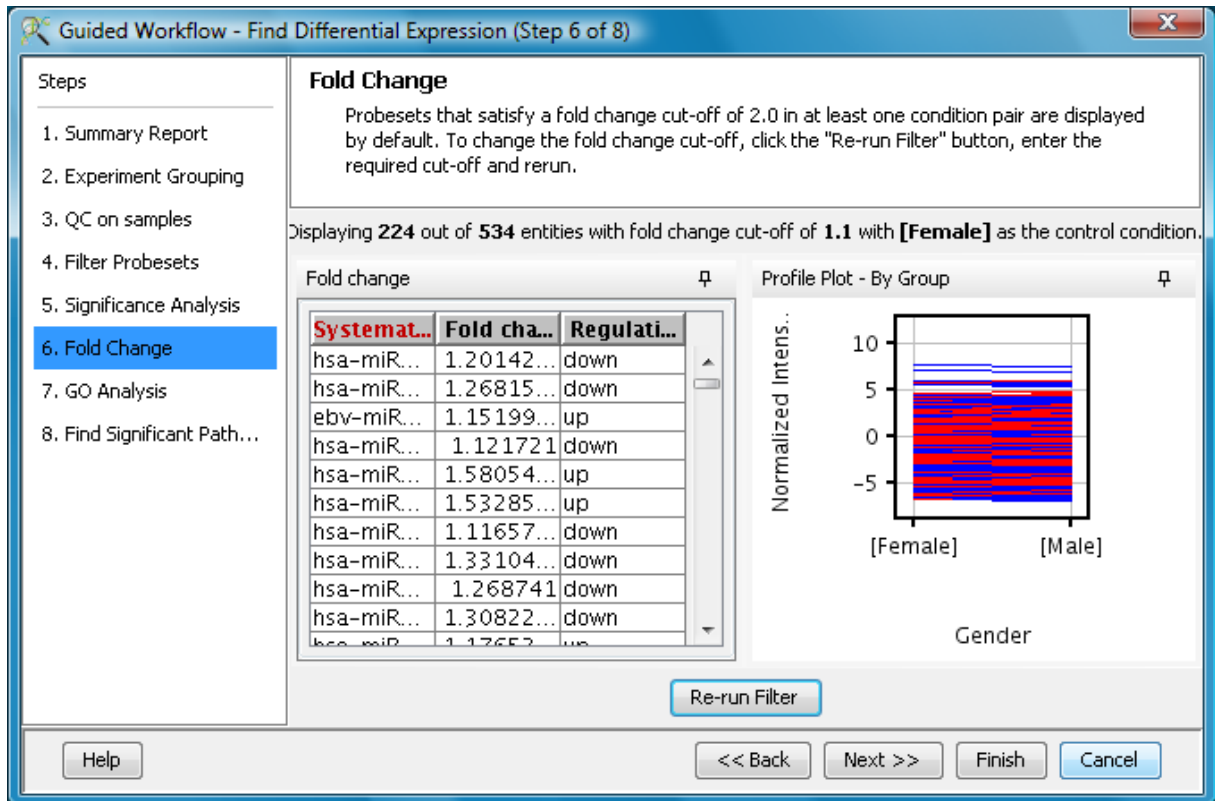 Guided Workflow - Find Differential Expression (Step 6 of 8)
Steps
1. Summary Report
2. Experiment Grouping
3. QC on samples
4. Filter Probesets
5. Significance Analysis
6. Fold Change
7. GO Analysis
8. Find Significant Path...
Fold Change
Probesets that satisfy a fold change cut-off of 2.0 in at least one condition pair are displayed
by default. To change the fold change cut-off, click the "Re-run Filter" button, enter the
required cut-off and rerun.
Displaying 224 out of 534 entities with fold change cut-off of 1.1 with [Female] as the control condition.
Fold change
Systemat... Fold cha... Regulati...
hsa-miR... 1.20142... down
hsa-miR... 1.26815... down
ebv-miR... 1.15199... up
hsa-miR... 1.121721 down
hsa-miR... 1.58054... up
hsa-miR... 1.53285... up
hsa-miR... 1.11657... down
hsa-miR... 1.33104... down
hsa-miR... 1.268741 down
hsa-miR... 1.30822... down
hsa-miR... 1.17652... up
Profile Plot - By Group
Normalized Intens..
10
5
0
-5
[Female] [Male]
Gender
Re-run Filter
Help << Back Next >> Finish Cancel